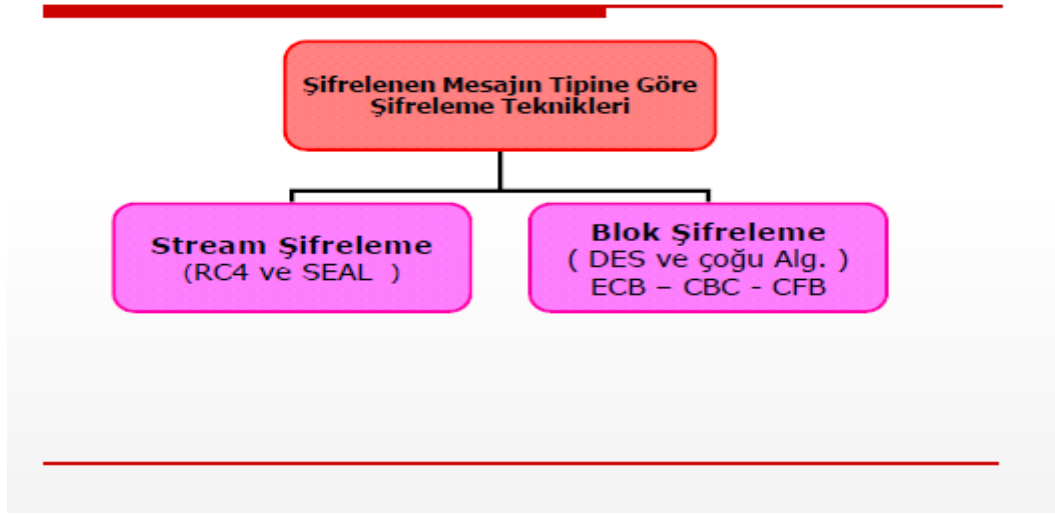 Şifrelenen Mesajın Tipine Göre
Şifreleme Teknikleri
Stream Şifreleme
(RC4 ve SEAL )
Blok Şifreleme
( DES ve çoğu Alg. )
ECB – CBC - CFB